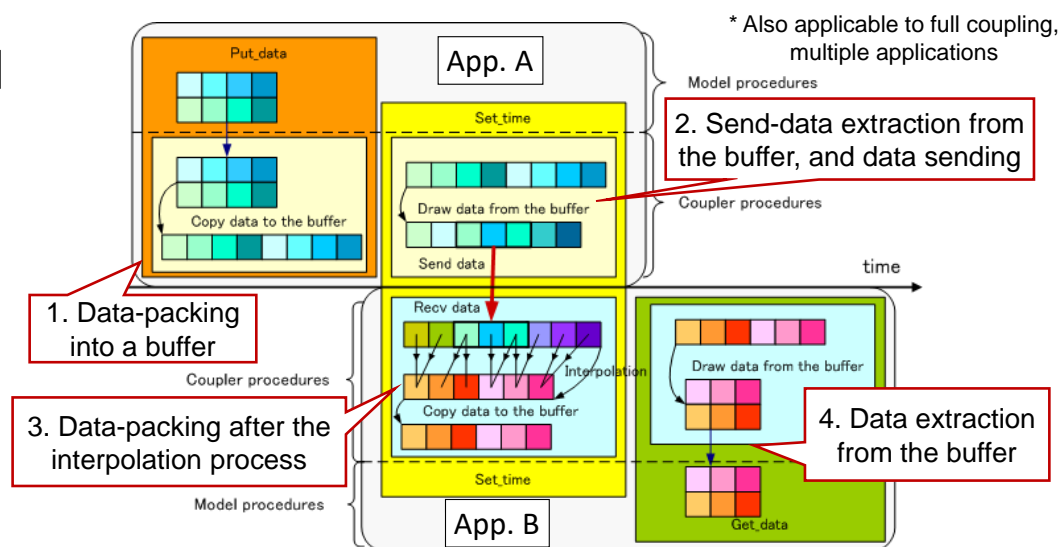 * Also applicable to full coupling,
multiple applications
Put_data
App. A
Model procedures
Set_time
2. Send-data extraction from
the buffer, and data sending
Copy data to the buffer
Draw data from the buffer
Coupler procedures
Send data
time
1. Data-packing
into a buffer
Recv data
Interpolation
Draw data from the buffer
Coupler procedures
Copy data to the buffer
3. Data-packing after the
interpolation process
4. Data extraction
from the buffer
Set_time
Model procedures
App. B
Get_data